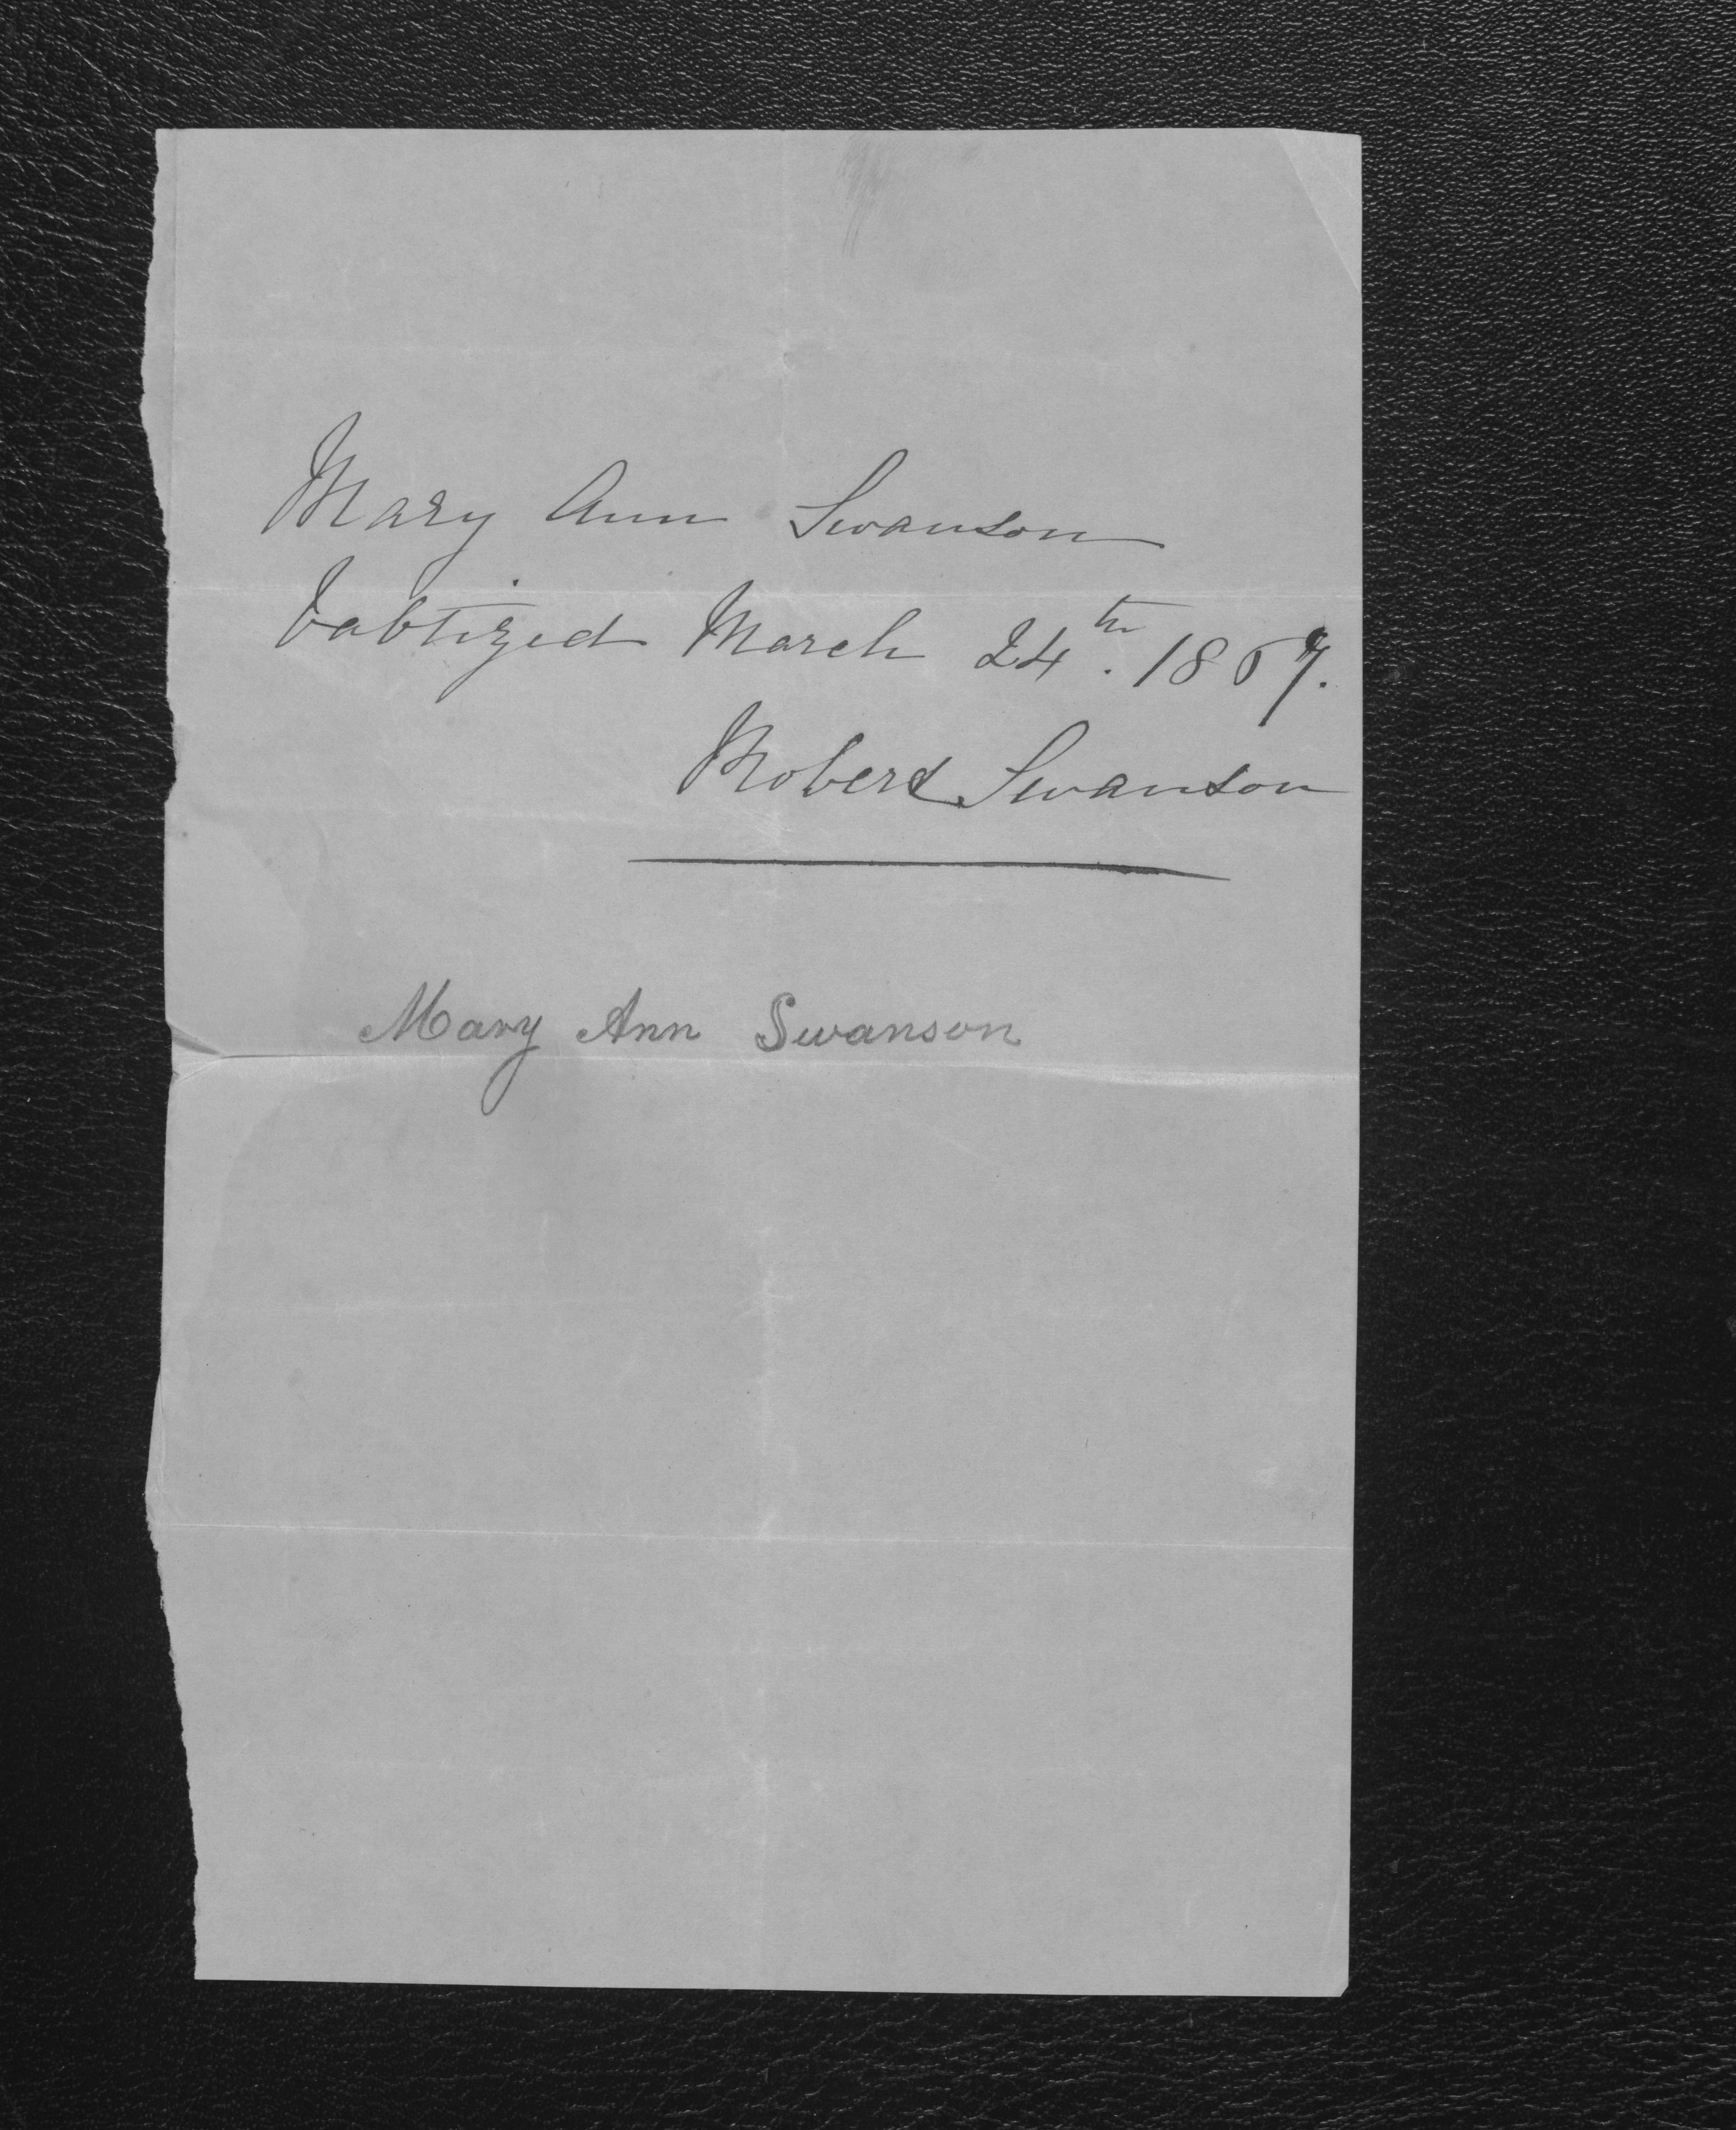 Mary Ann Swanson
babtized March 24th. 1867.
Robert Swanson
Mary Ann Swanson